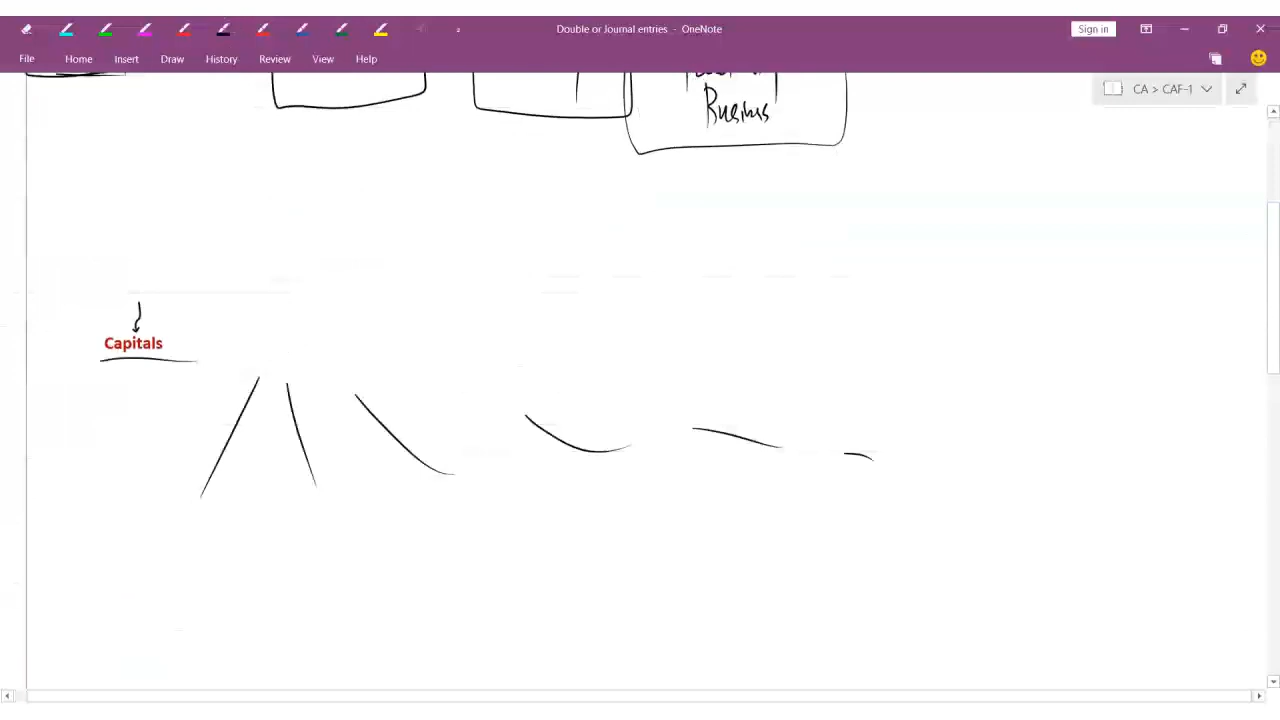 Double or Journal entries - OneNote
Sign in
File Home Insert Draw History Review View Help
CA > CAF-1
Business
Capitals